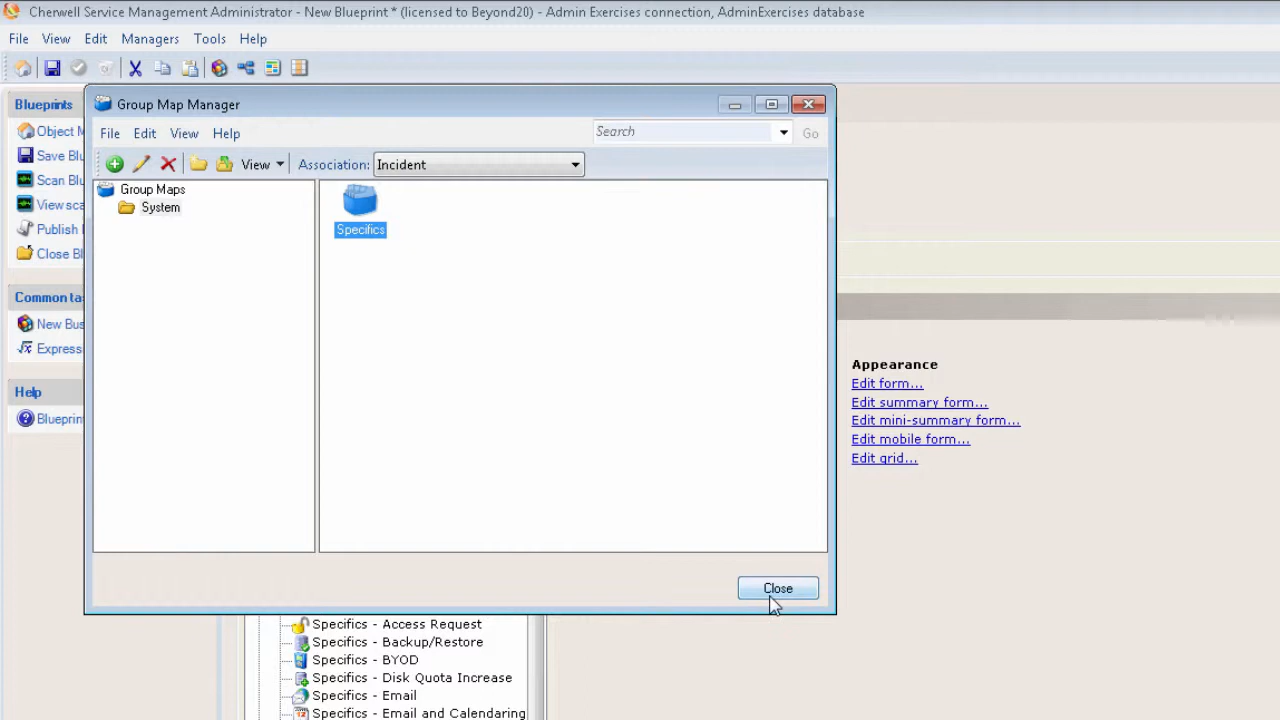 Cherwell Service Management Administrator - New Blueprint * (licensed to Beyond20) - Admin Exercises connection, AdminExercises database
File View Edit Managers Tools Help
Blueprints
Object M
Save Blu
Scan Blu
View sca
Publish
Close Bl
Common ta
New Bus
Express
Help
Blueprin
Group Map Manager
File Edit View Help
Search
Go
View
Association: Incident
Group Maps
System
Specifics
Close
Appearance
Edit form...
Edit summary form...
Edit mini-summary form...
Edit mobile form...
Edit grid...
Specifics - Access Request
Specifics - Backup/Restore
Specifics - BYOD
Specifics - Disk Quota Increase
Specifics - Email
Specifics - Email and Calendaring